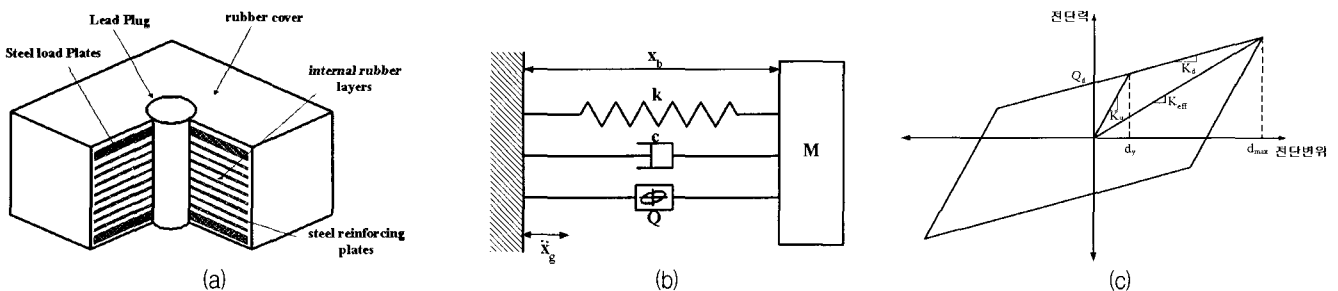 Lead Plug
rubber cover
Steel load Plates
internal rubber
layers
steel reinforcing
plates
(a)
x_b
k
c
M
Q
ẍ_g
(b)
전단력
Q_d
K_d
K_eff
K_u
d_y
d_max
전단변위
(c)